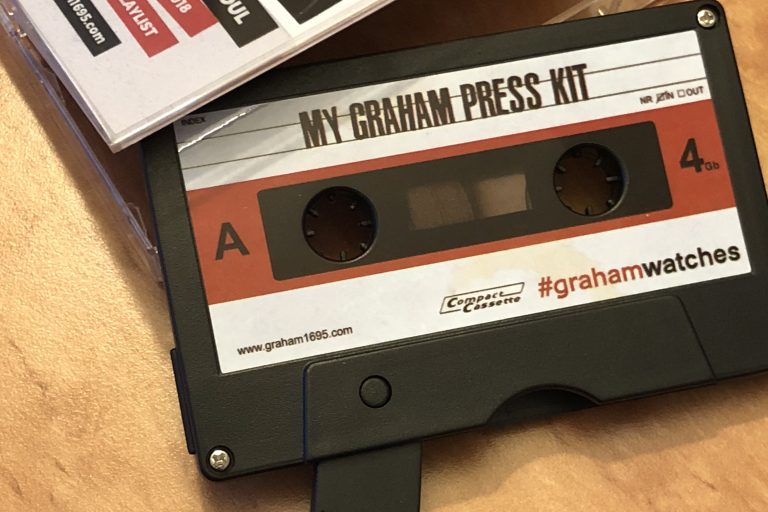 1695.com
PLAYLIST
018
OUL
INDEX
MY GRAHAM PRESS KIT
NR IN OUT
A
4Gb
Compact
Cassette
#grahamwatches
www.graham1695.com